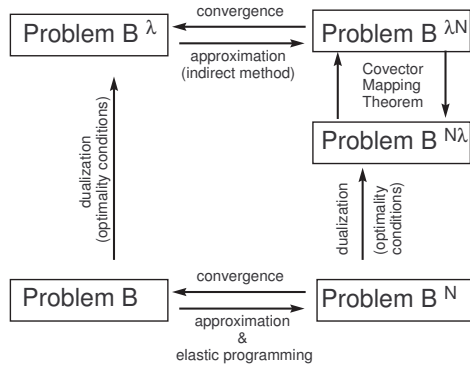 Problem B λ
convergence
Problem B λN
approximation
(indirect method)
Covector
Mapping
Theorem
Problem B Nλ
dualization
(optimality conditions)
dualization
(optimality
conditions)
Problem B
convergence
Problem B N
approximation
&
elastic programming